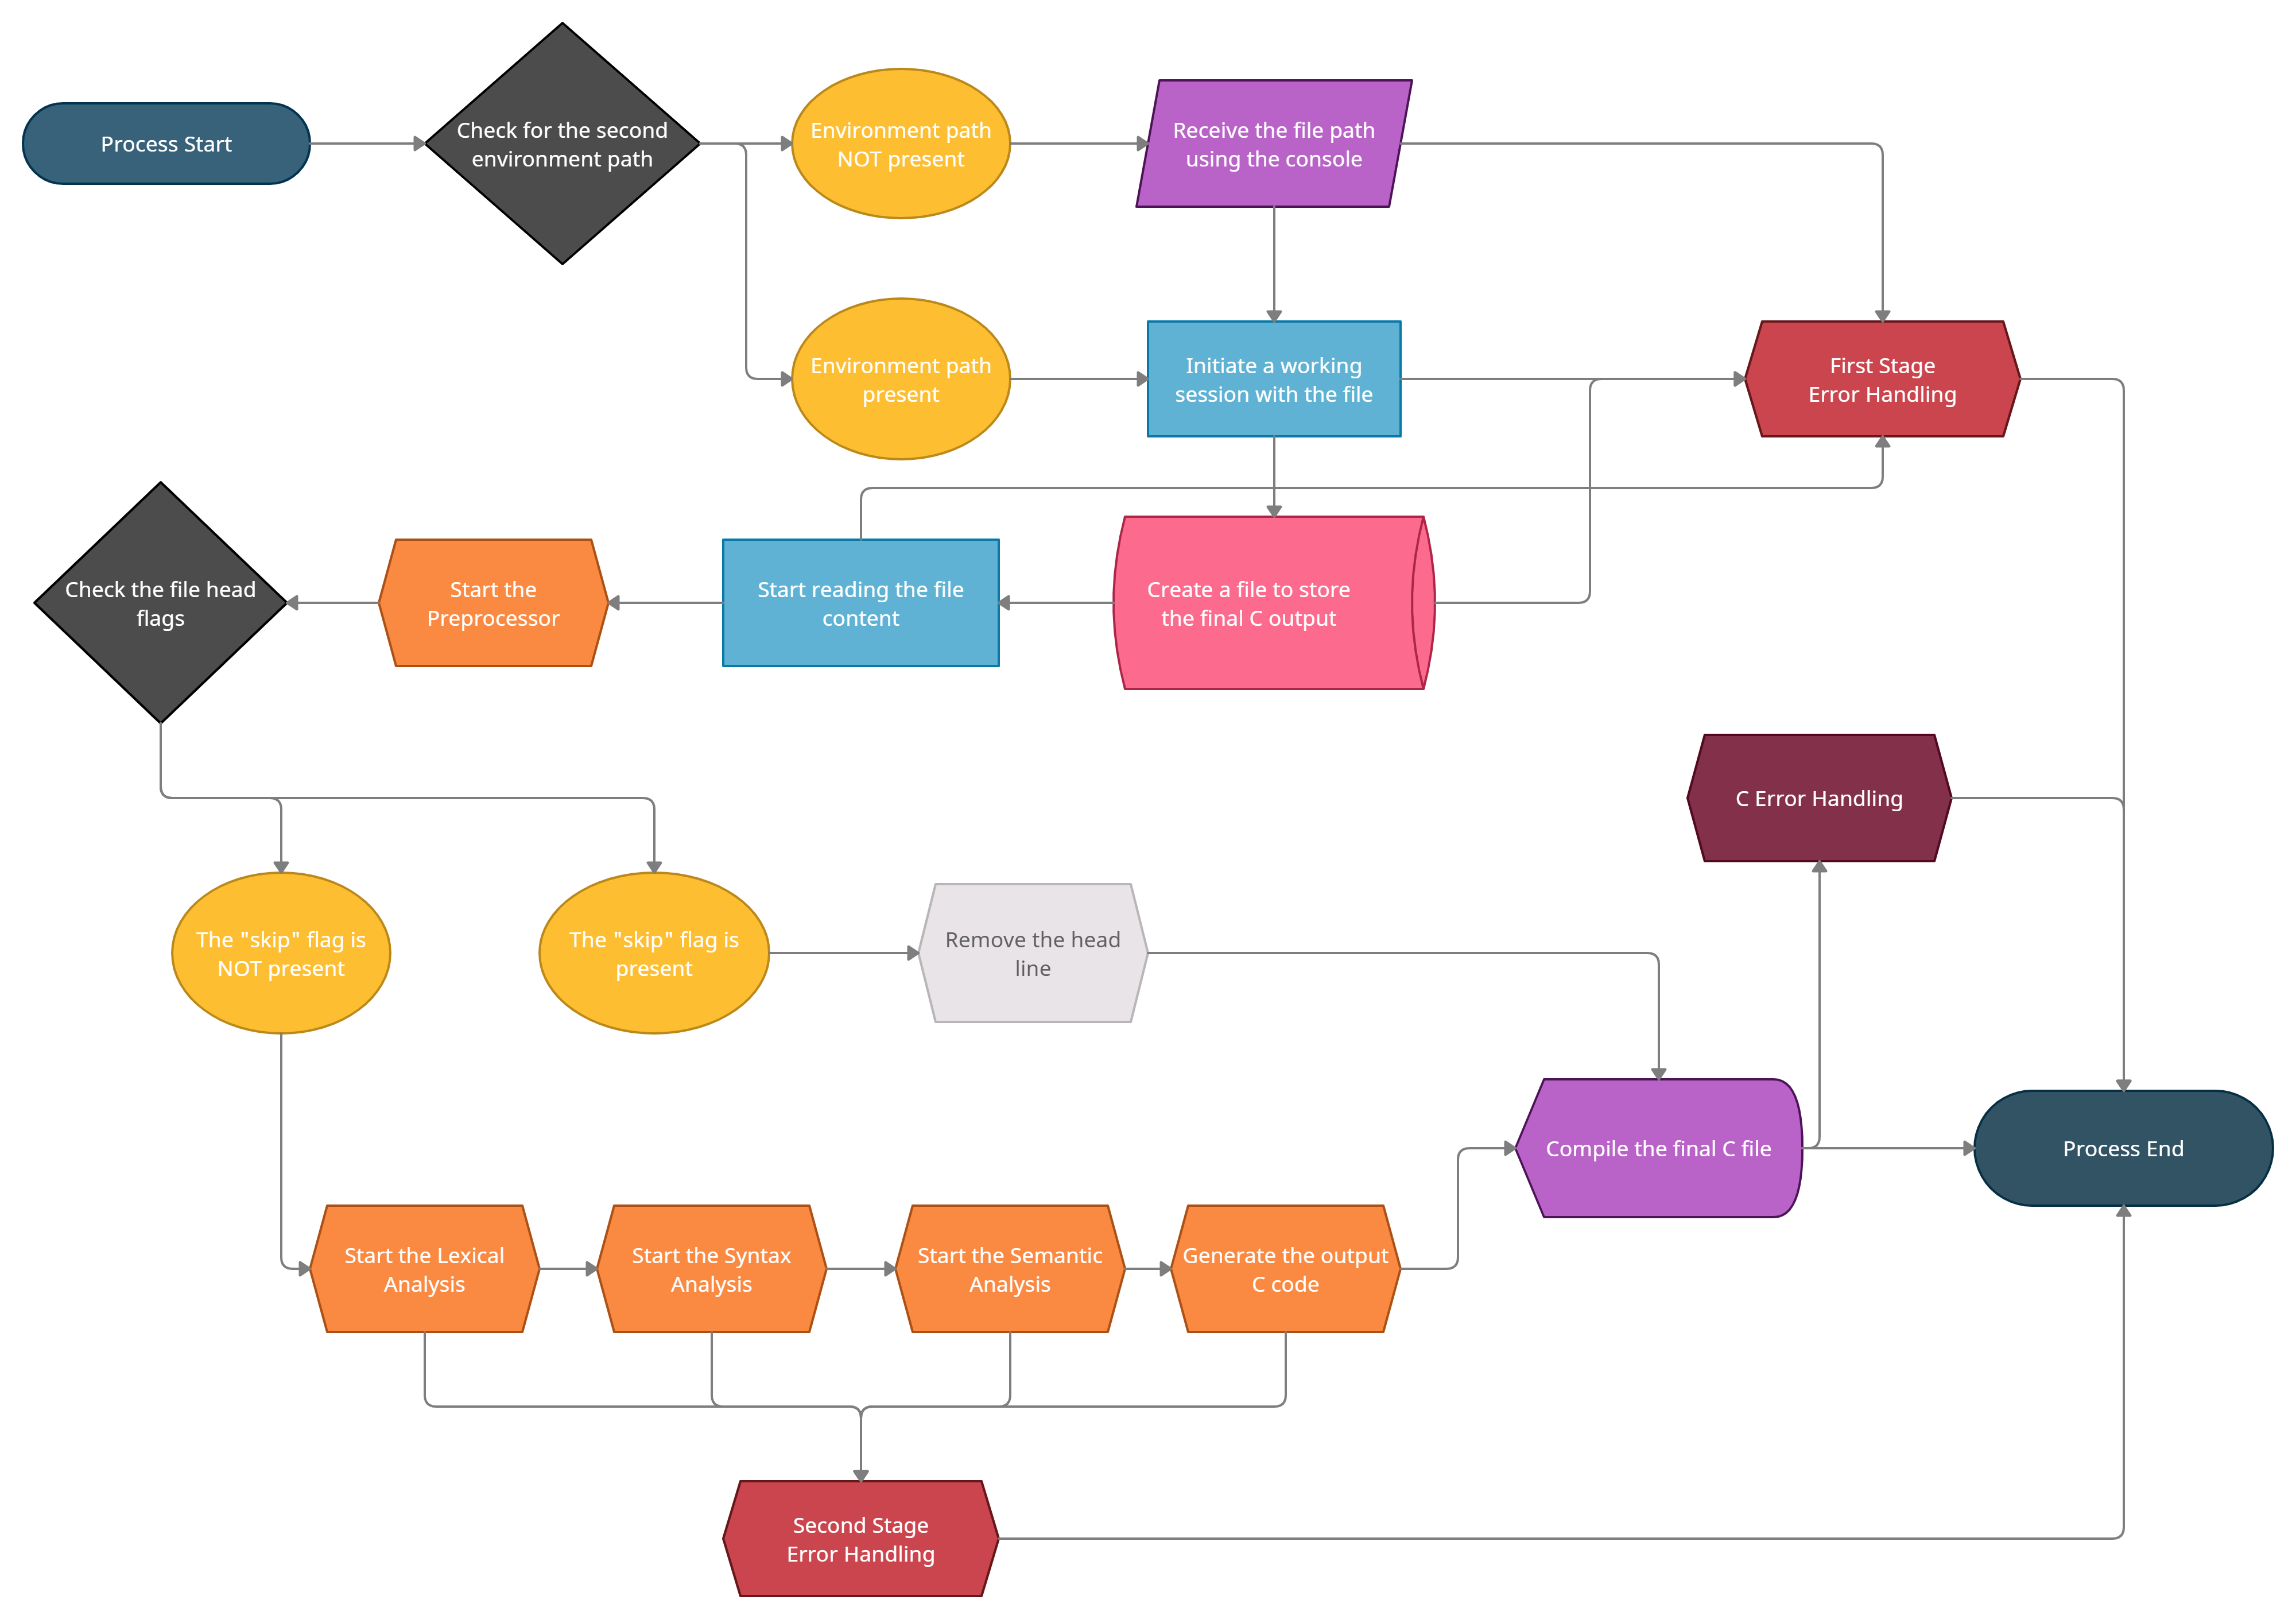 Process Start
Check for the second
environment path
Environment path
NOT present
Receive the file path
using the console
Environment path
present
Initiate a working
session with the file
First Stage
Error Handling
Check the file head
flags
Start the
Preprocessor
Start reading the file
content
Create a file to store
the final C output
C Error Handling
The "skip" flag is
NOT present
The "skip" flag is
present
Remove the head
line
Compile the final C file
Process End
Start the Lexical
Analysis
Start the Syntax
Analysis
Start the Semantic
Analysis
Generate the output
C code
Second Stage
Error Handling